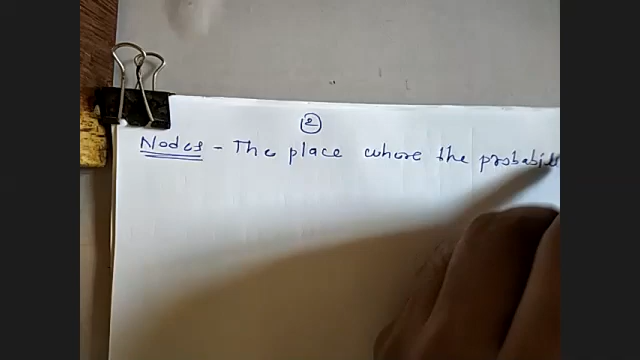 2
Nodes - The place where the